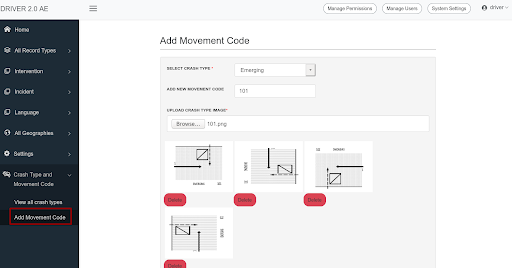 DRIVER 2.0 AE
Manage Permissions
Manage Users
System Settings
driver
Home
All Record Types
Intervention
Incident
Language
All Geographies
Settings
Crash Type and
Movement Code
View all crash types
Add Movement Code
Add Movement Code
SELECT CRASH TYPE *
Emerging
ADD NEW MOVEMENT CODE
101
UPLOAD CRASH TYPE IMAGE*
Browse... 101.png
Delete
Delete
Delete
Delete